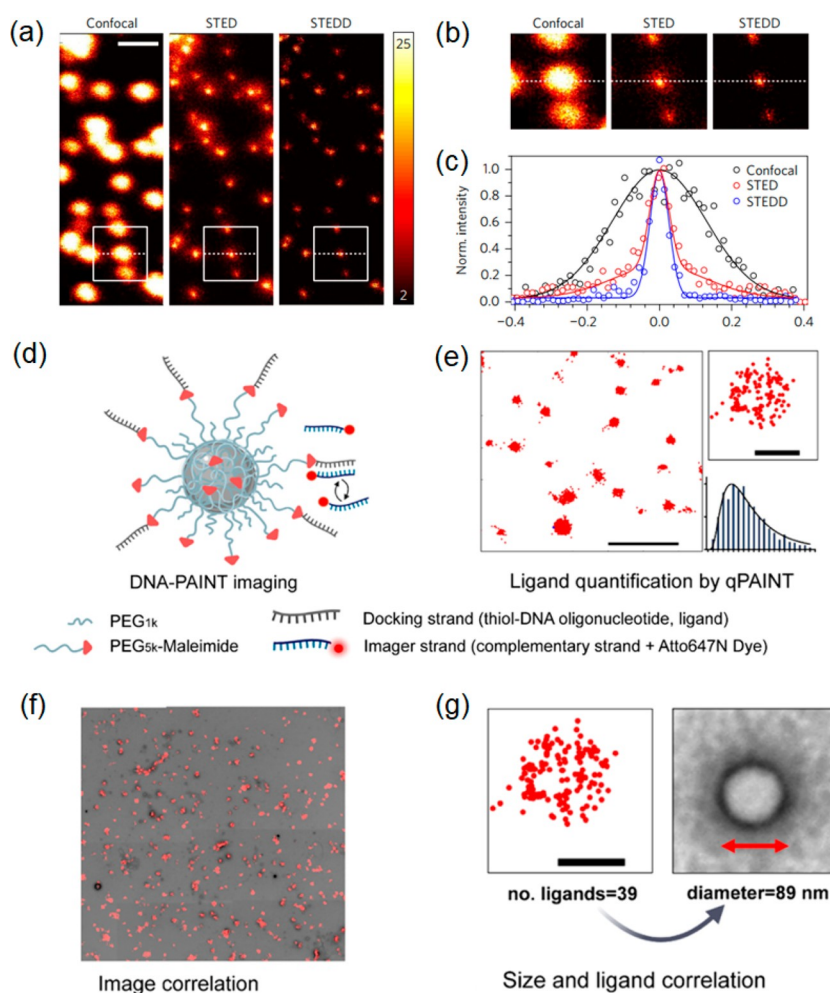 (a)
Confocal STED STEDD
25
2
(b)
Confocal STED STEDD
(c)
Norm. intensity
1.0
0.8
0.6
0.4
0.2
0.0
−0.4 −0.2 0.0 0.2 0.4
Confocal
STED
STEDD
(d)
DNA-PAINT imaging
(e)
Ligand quantification by qPAINT
PEG1k
PEG5k-Maleimide
Docking strand (thiol-DNA oligonucleotide, ligand)
Imager strand (complementary strand + Atto647N Dye)
(f)
Image correlation
(g)
no. ligands=39
diameter=89 nm
Size and ligand correlation